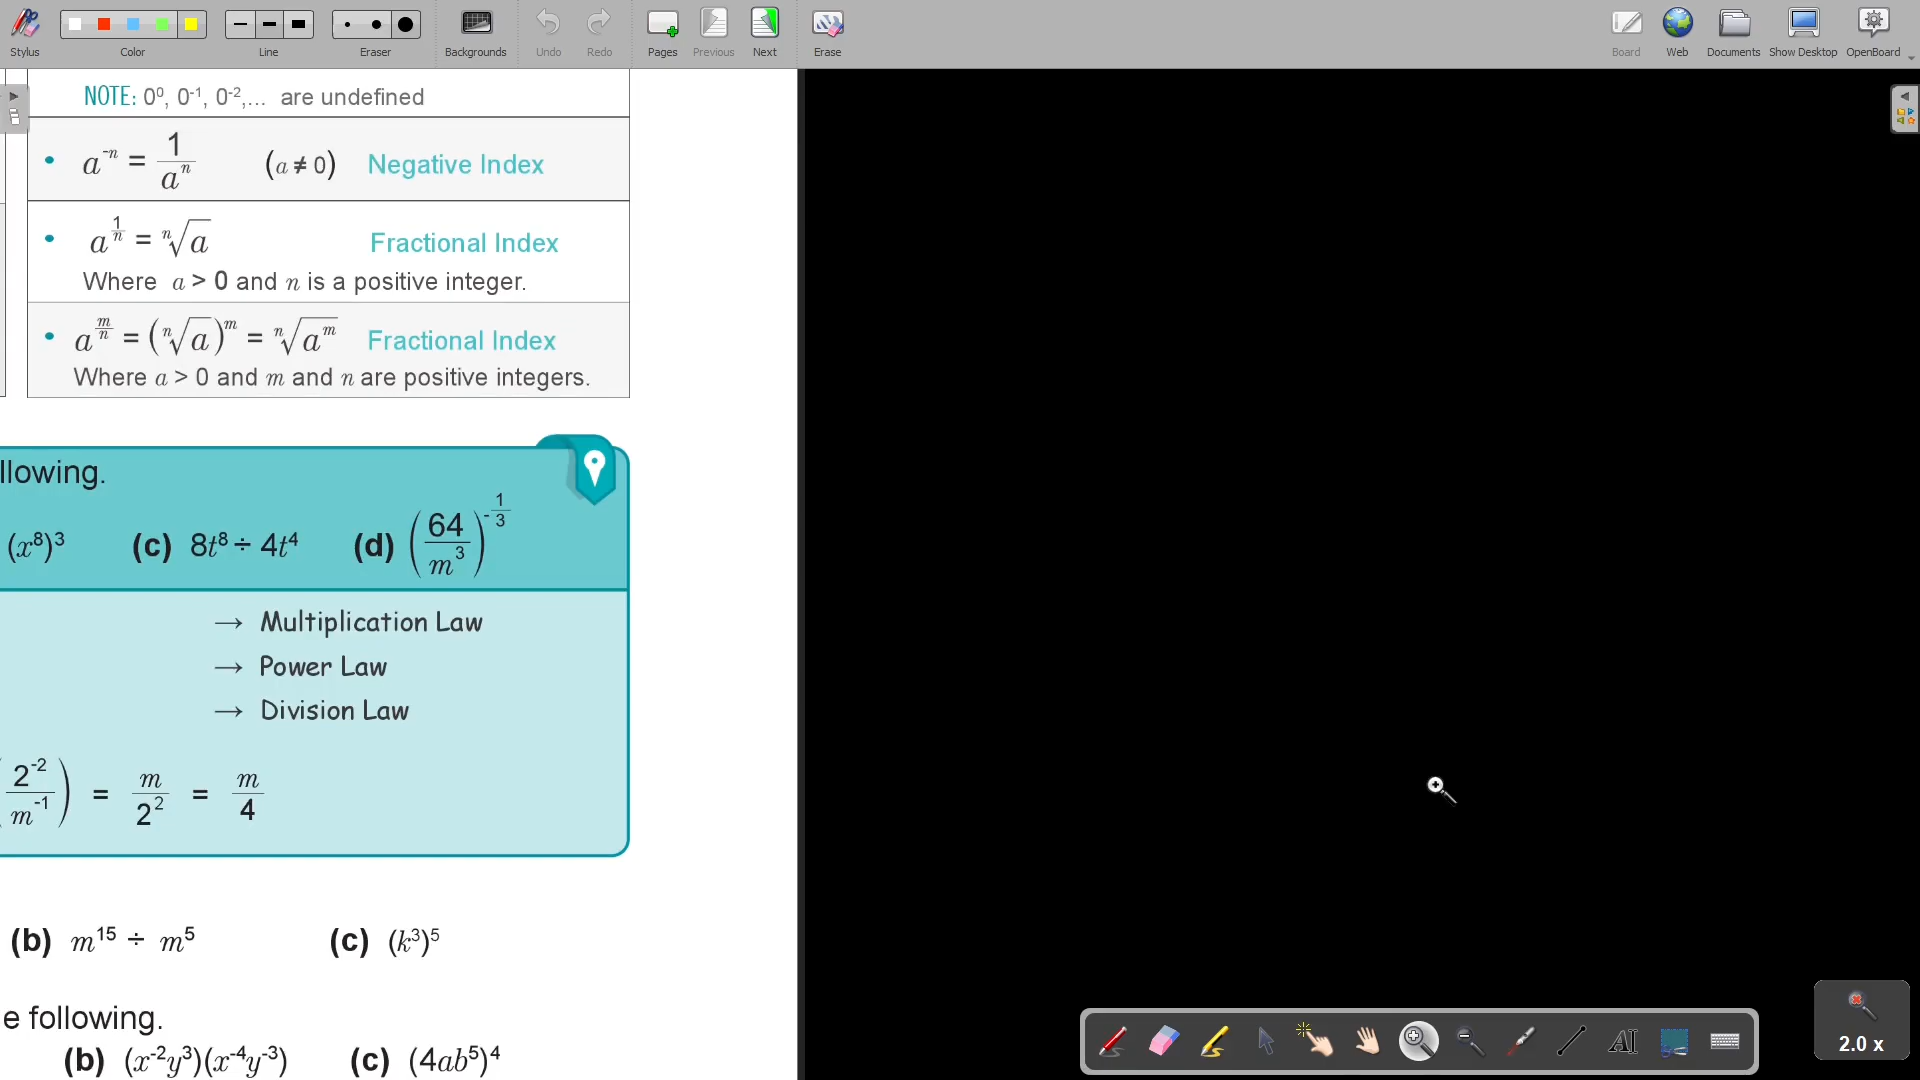 Stylus Color Line Eraser Backgrounds Undo Redo Pages Previous Next Erase Board Web Documents Show Desktop OpenBoard
NOTE: 0⁰, 0⁻¹, 0⁻²,... are undefined
• a⁻ⁿ = 1/aⁿ (a ≠ 0) Negative Index
• a^(1/n) = ⁿ√a Fractional Index
Where a > 0 and n is a positive integer.
• a^(m/n) = (ⁿ√a)^m = ⁿ√(a^m) Fractional Index
Where a > 0 and m and n are positive integers.
llowing.
(x⁸)³ (c) 8t⁸ ÷ 4t⁴ (d) (64/m³)^(-1/3)
→ Multiplication Law
→ Power Law
→ Division Law
(2⁻²/m⁻¹) = m/2² = m/4
(b) m¹⁵ ÷ m⁵ (c) (k³)⁵
e following.
(b) (x⁻²y³)(x⁻⁴y⁻³) (c) (4ab⁵)⁴
AI
2.0 x